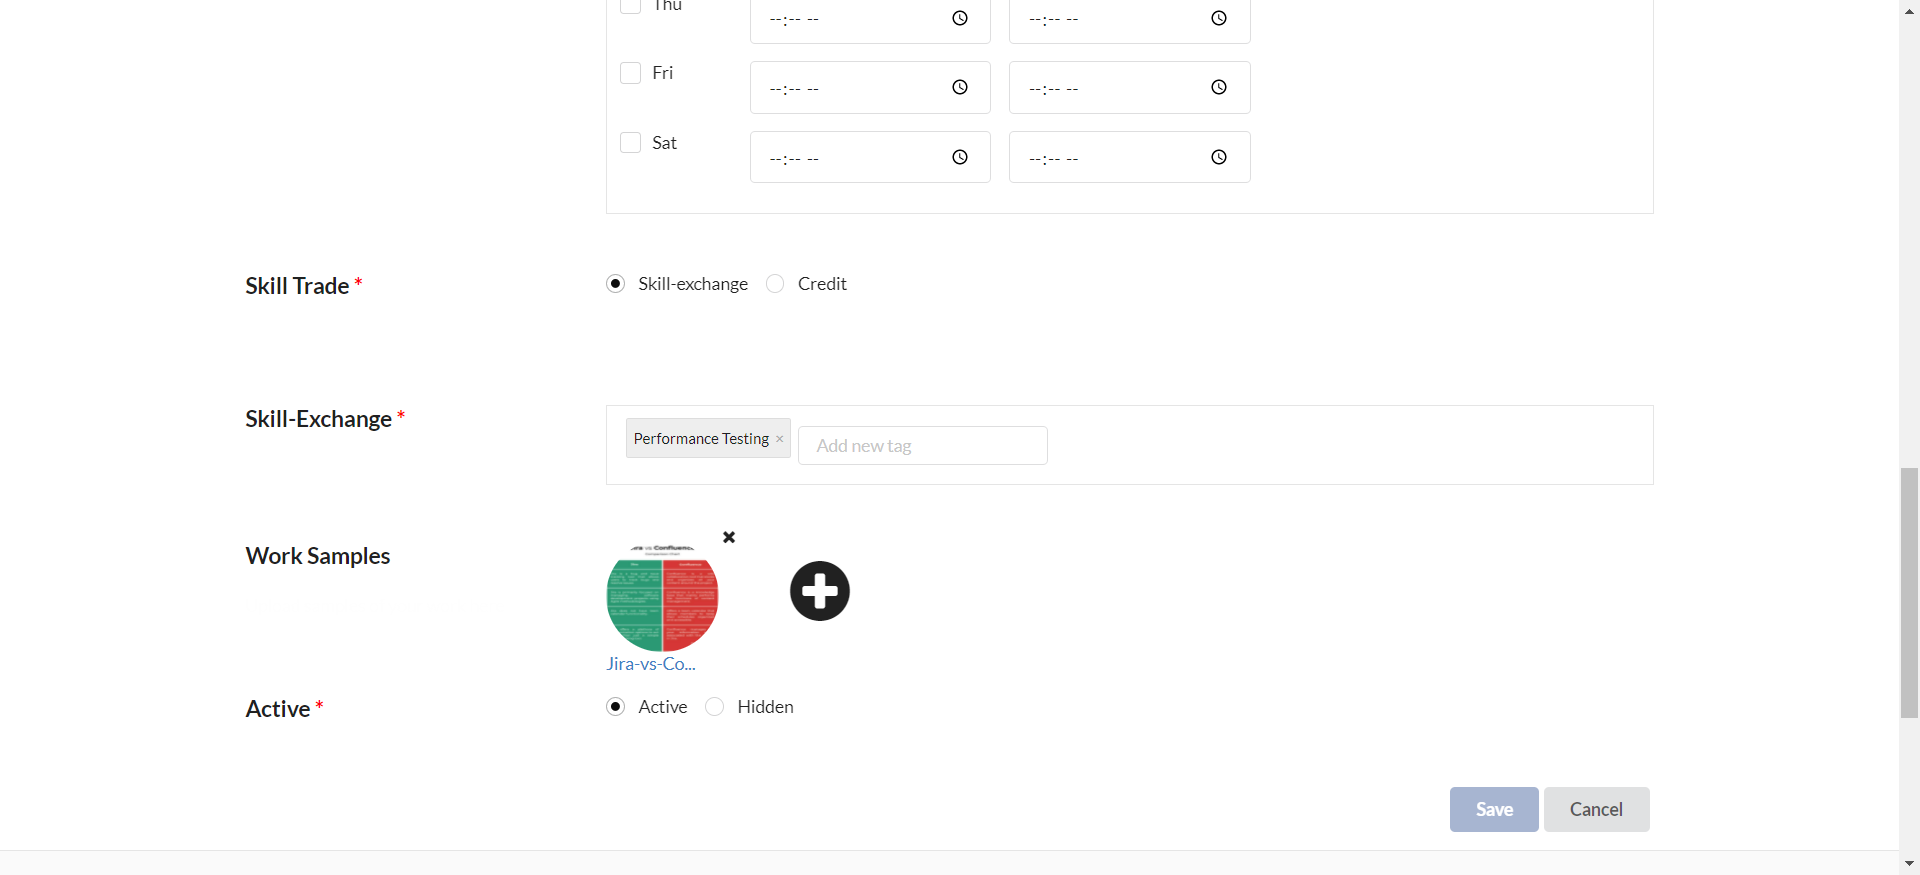 Thu --:-- -- --:-- --
Fri --:-- -- --:-- --
Sat --:-- -- --:-- --
Skill Trade * Skill-exchange Credit
Skill-Exchange * Performance Testing × Add new tag
Work Samples
Jira-vs-Co...
Active * Active Hidden
Save Cancel